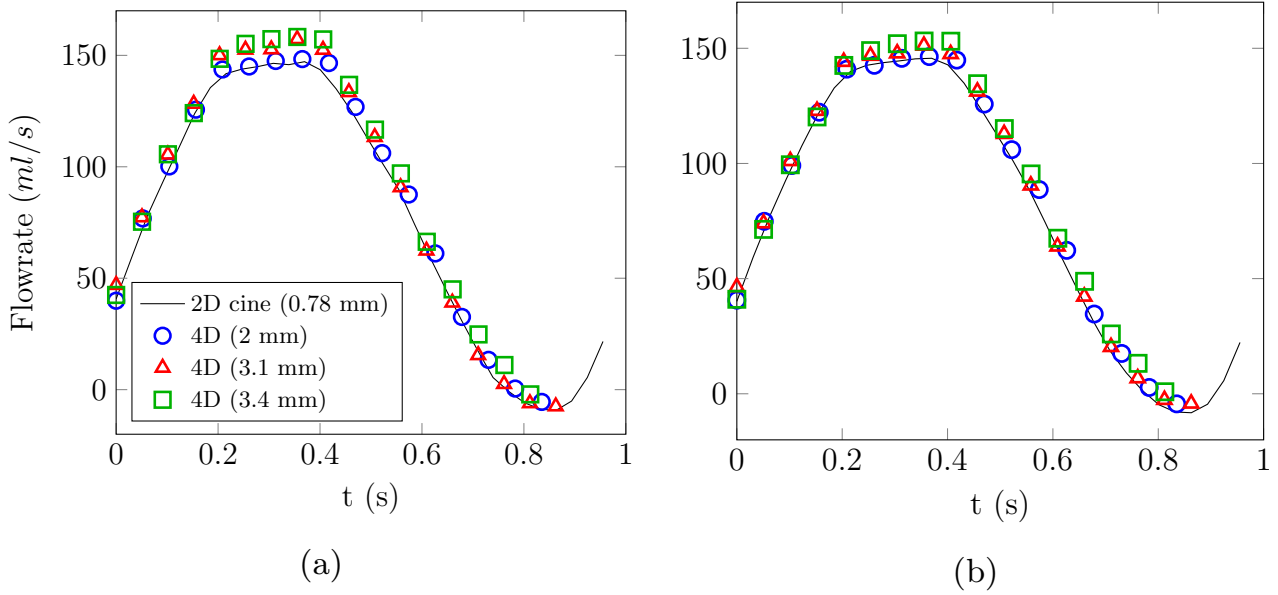 150
100
50
0
Flowrate (ml/s)
2D cine (0.78 mm)
4D (2 mm)
4D (3.1 mm)
4D (3.4 mm)
0 0.2 0.4 0.6 0.8 1
t (s)
(a)
150
100
50
0
0 0.2 0.4 0.6 0.8 1
t (s)
(b)